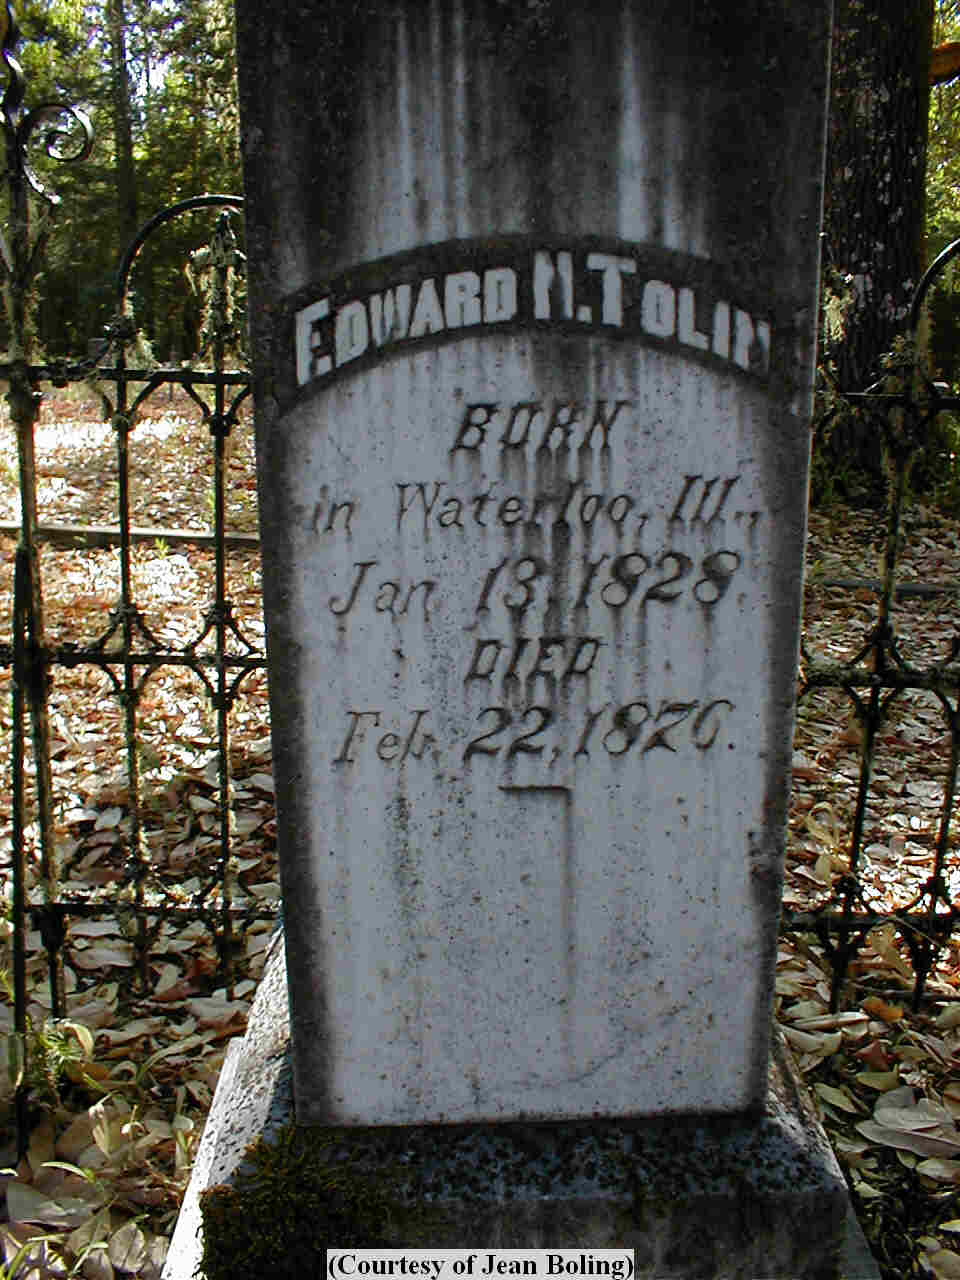 EDWARD N. TOLIN
BORN
in Waterloo, Ill.,
Jan 13, 1828.
DIED
Feb. 22, 1876.
(Courtesy of Jean Boling)